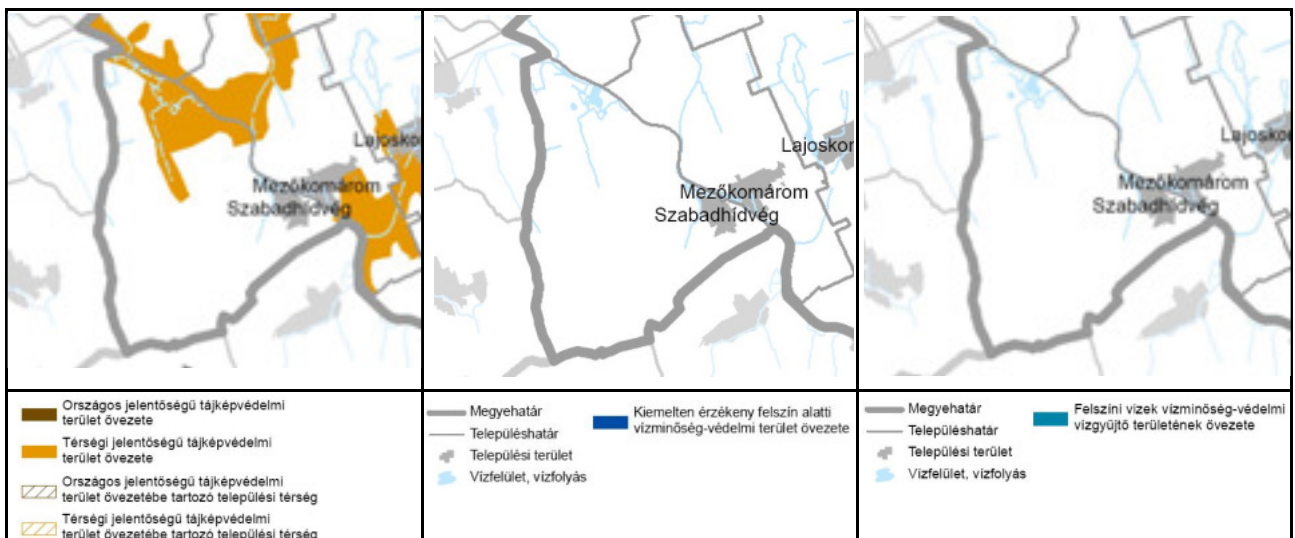 Lajosko
Mezőkomárom
Szabadhídvég
Lajoskor
Mezőkomárom
Szabadhídvég
Lajosko
Mezőkomárom
Szabadhídvég
Országos jelentőségű tájképvédelmi
terület övezete
Térségi jelentőségű tájképvédelmi
terület övezete
Országos jelentőségű tájképvédelmi
terület övezetébe tartozó települési térség
Térségi jelentőségű tájképvédelmi
terület övezetébe tartozó települési térség
Megyehatár
Településhatár
Települési terület
Vízfelület, vízfolyás
Kiemelten érzékeny felszín alatti
vízminőség-védelmi terület övezete
Megyehatár
Településhatár
Települési terület
Vízfelület, vízfolyás
Felszíni vizek vízminőség-védelmi
vízgyűjtő területének övezete